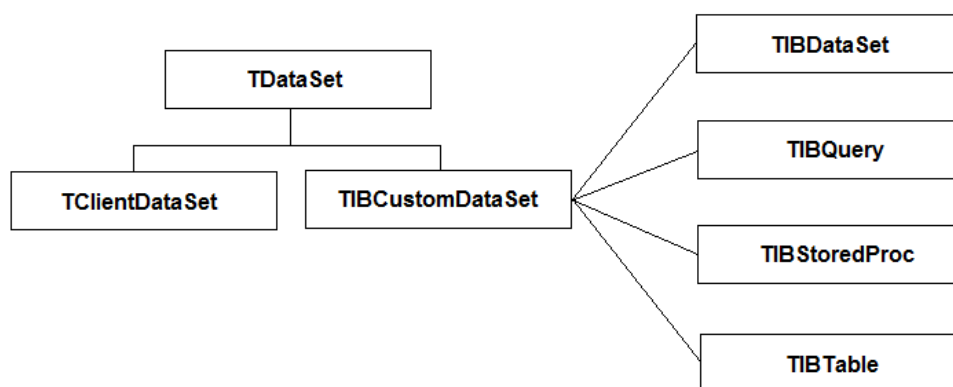 TDataSet
TClientDataSet
TIBCustomDataSet
TIBDataSet
TIBQuery
TIBStoredProc
TIBTable